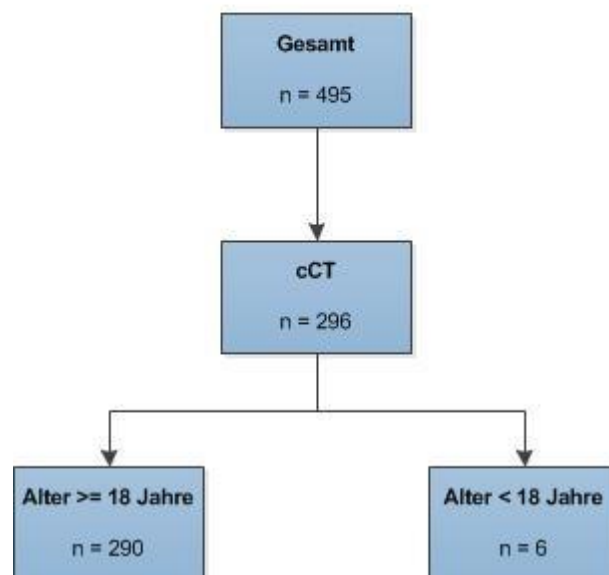 Gesamt
n = 495
cCT
n = 296
Alter >= 18 Jahre
n = 290
Alter < 18 Jahre
n = 6